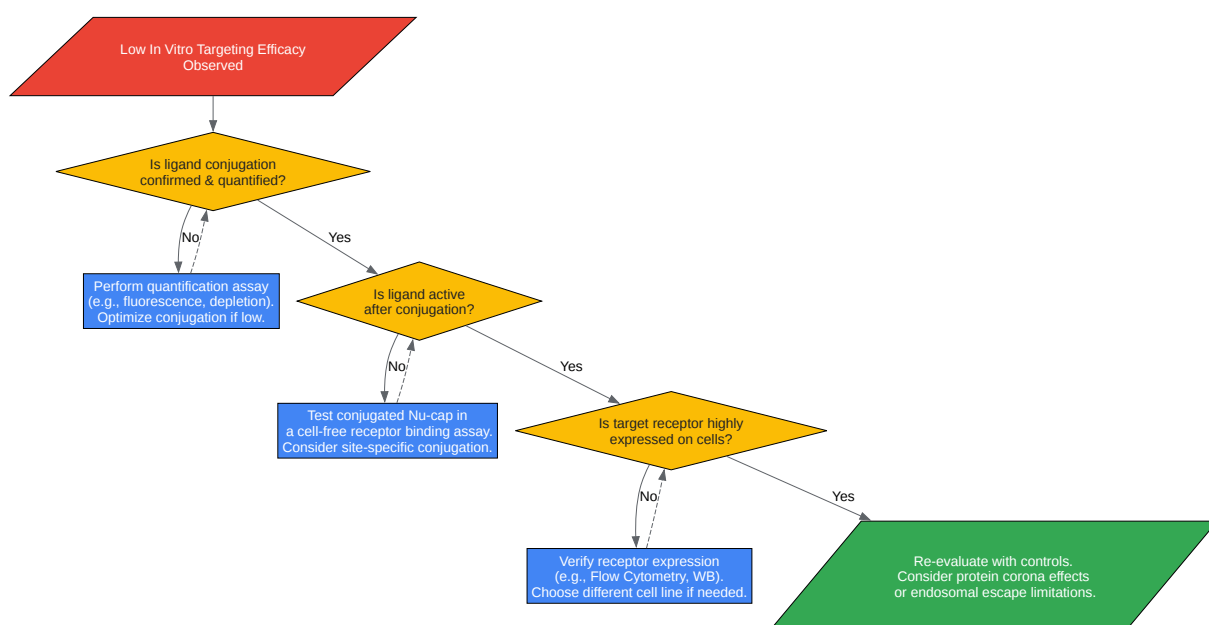 Low In Vitro Targeting Efficacy
Observed
Is ligand conjugation
confirmed & quantified?
No
Yes
Perform quantification assay
(e.g., fluorescence, depletion).
Optimize conjugation if low.
Is ligand active
after conjugation?
No
Yes
Test conjugated Nu-cap in
a cell-free receptor binding assay.
Consider site-specific conjugation.
Is target receptor highly
expressed on cells?
No
Yes
Verify receptor expression
(e.g., Flow Cytometry, WB).
Choose different cell line if needed.
Re-evaluate with controls.
Consider protein corona effects
or endosomal escape limitations.